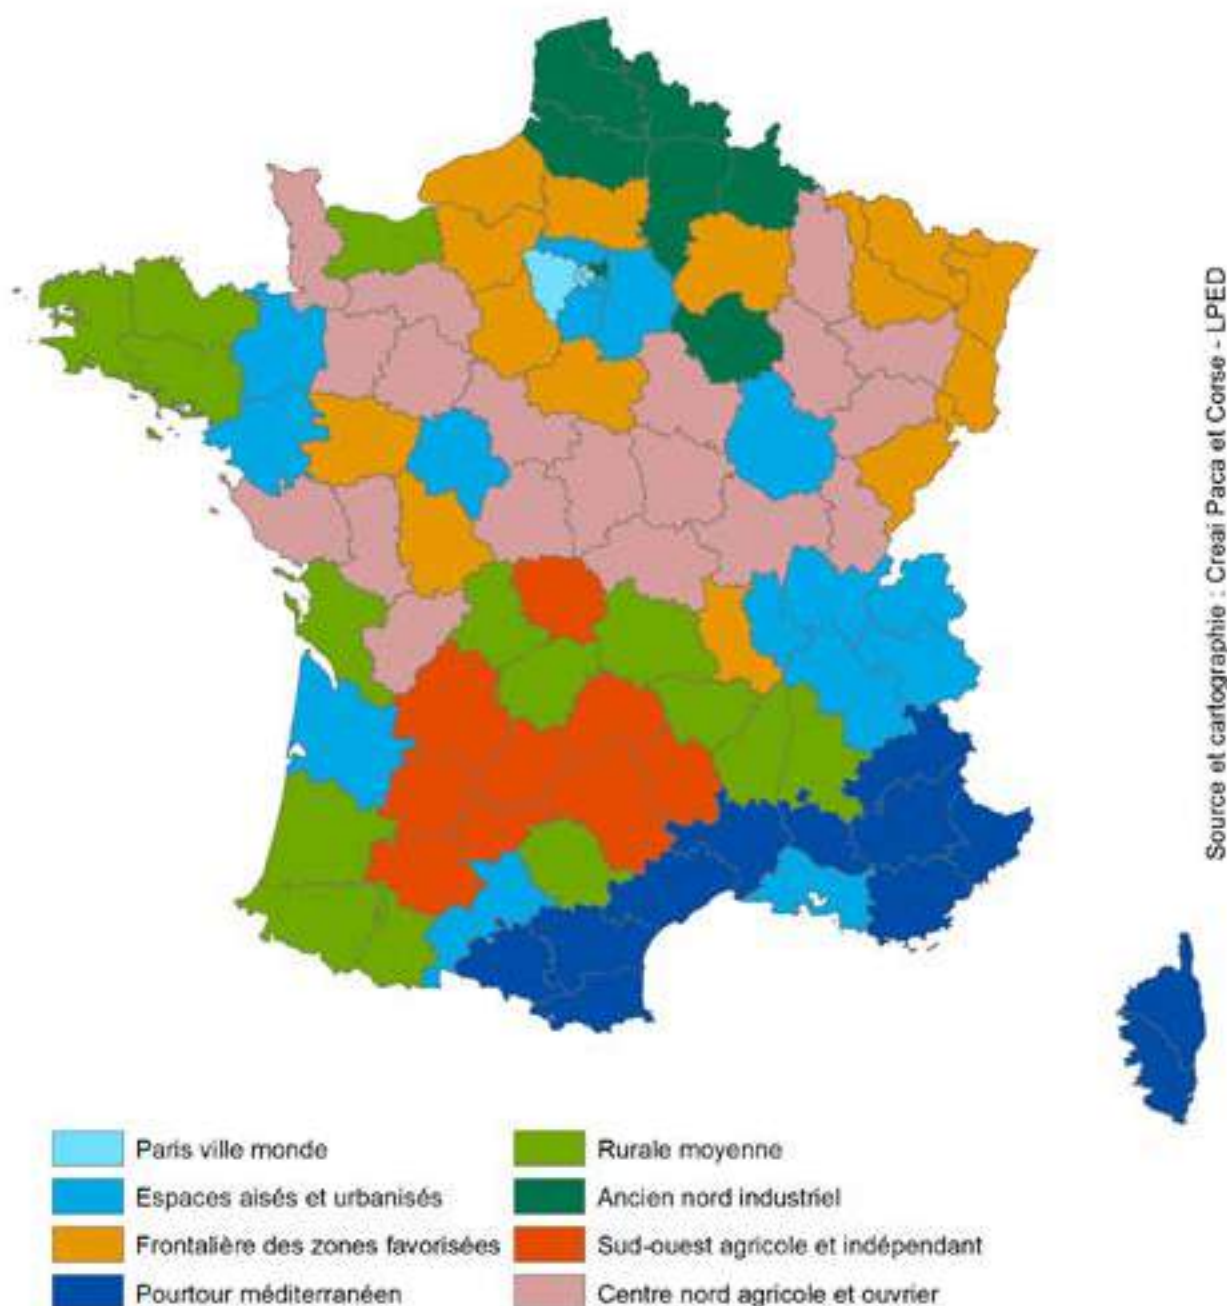 Source et cartographie : Creai Paca et Corse - LPED
Paris ville monde
Espaces aisés et urbanisés
Frontalière des zones favorisées
Pourtour méditerranéen
Rurale moyenne
Ancien nord industriel
Sud-ouest agricole et indépendant
Centre nord agricole et ouvrier